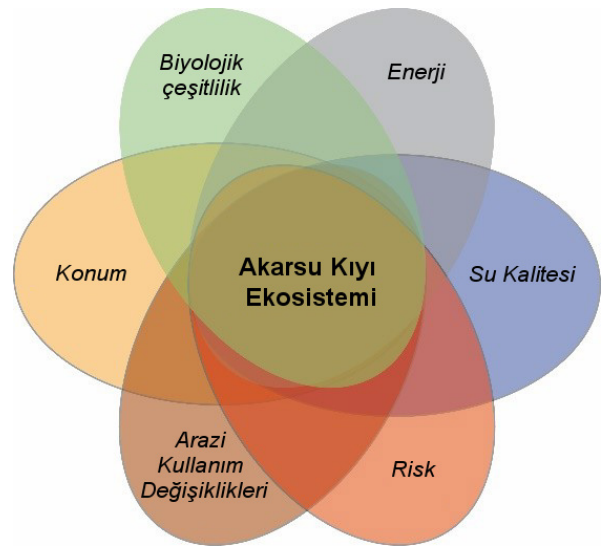 Biyolojik
çeşitlilik
Enerji
Konum
Akarsu Kıyı
Ekosistemi
Su Kalitesi
Arazi
Kullanım
Değişiklikleri
Risk